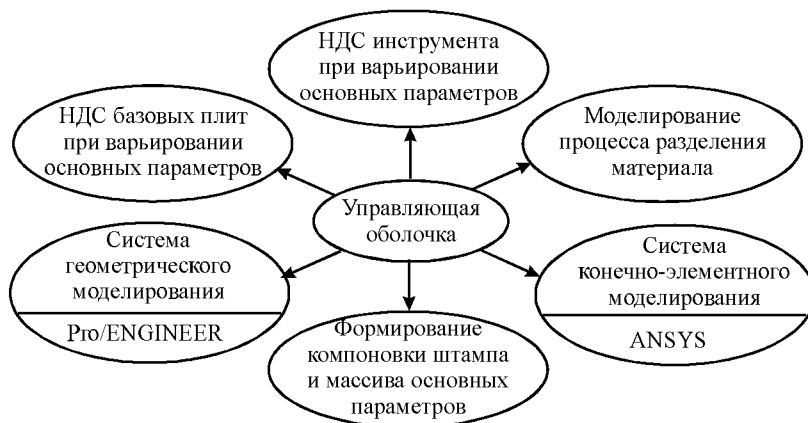 НДС инструмента
при варьировании
основных параметров
НДС базовых плит
при варьировании
основных параметров
Моделирование
процесса разделения
материала
Управляющая
оболочка
Система
геометрического
моделирования
Pro/ENGINEER
Система
конечно-элементного
моделирования
ANSYS
Формирование
компоновки штампа
и массива основных
параметров